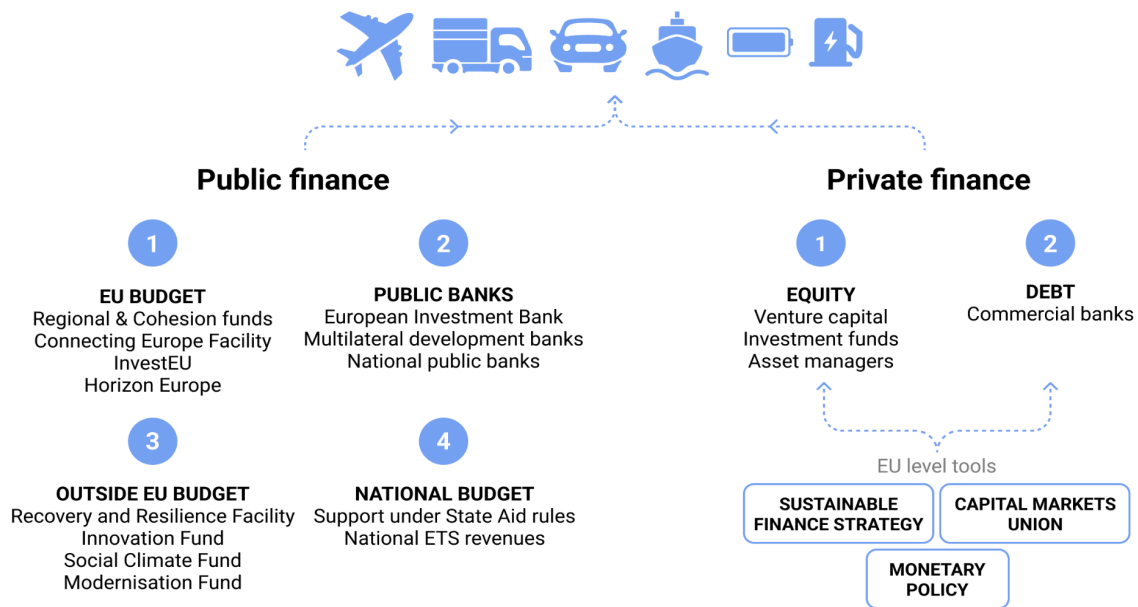 Public finance
1
EU BUDGET
Regional & Cohesion funds
Connecting Europe Facility
InvestEU
Horizon Europe
2
PUBLIC BANKS
European Investment Bank
Multilateral development banks
National public banks
3
OUTSIDE EU BUDGET
Recovery and Resilience Facility
Innovation Fund
Social Climate Fund
Modernisation Fund
4
NATIONAL BUDGET
Support under State Aid rules
National ETS revenues
Private finance
1
EQUITY
Venture capital
Investment funds
Asset managers
2
DEBT
Commercial banks
EU level tools
SUSTAINABLE
FINANCE STRATEGY
CAPITAL MARKETS
UNION
MONETARY
POLICY